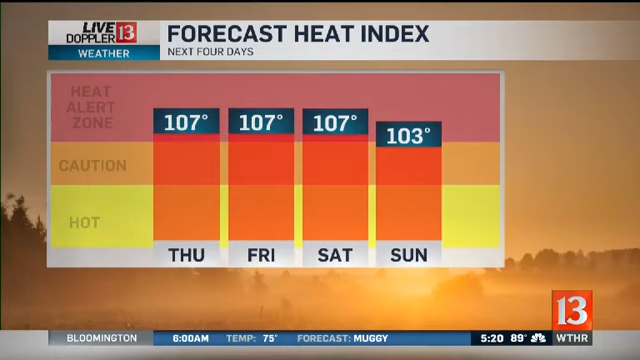 LIVE
DOPPLER 13
WEATHER
FORECAST HEAT INDEX
NEXT FOUR DAYS
HEAT
ALERT
ZONE
CAUTION
HOT
107° 107° 107° 103°
THU FRI SAT SUN
13
BLOOMINGTON 6:00AM TEMP: 75° FORECAST: MUGGY 5:20 89° WTHR